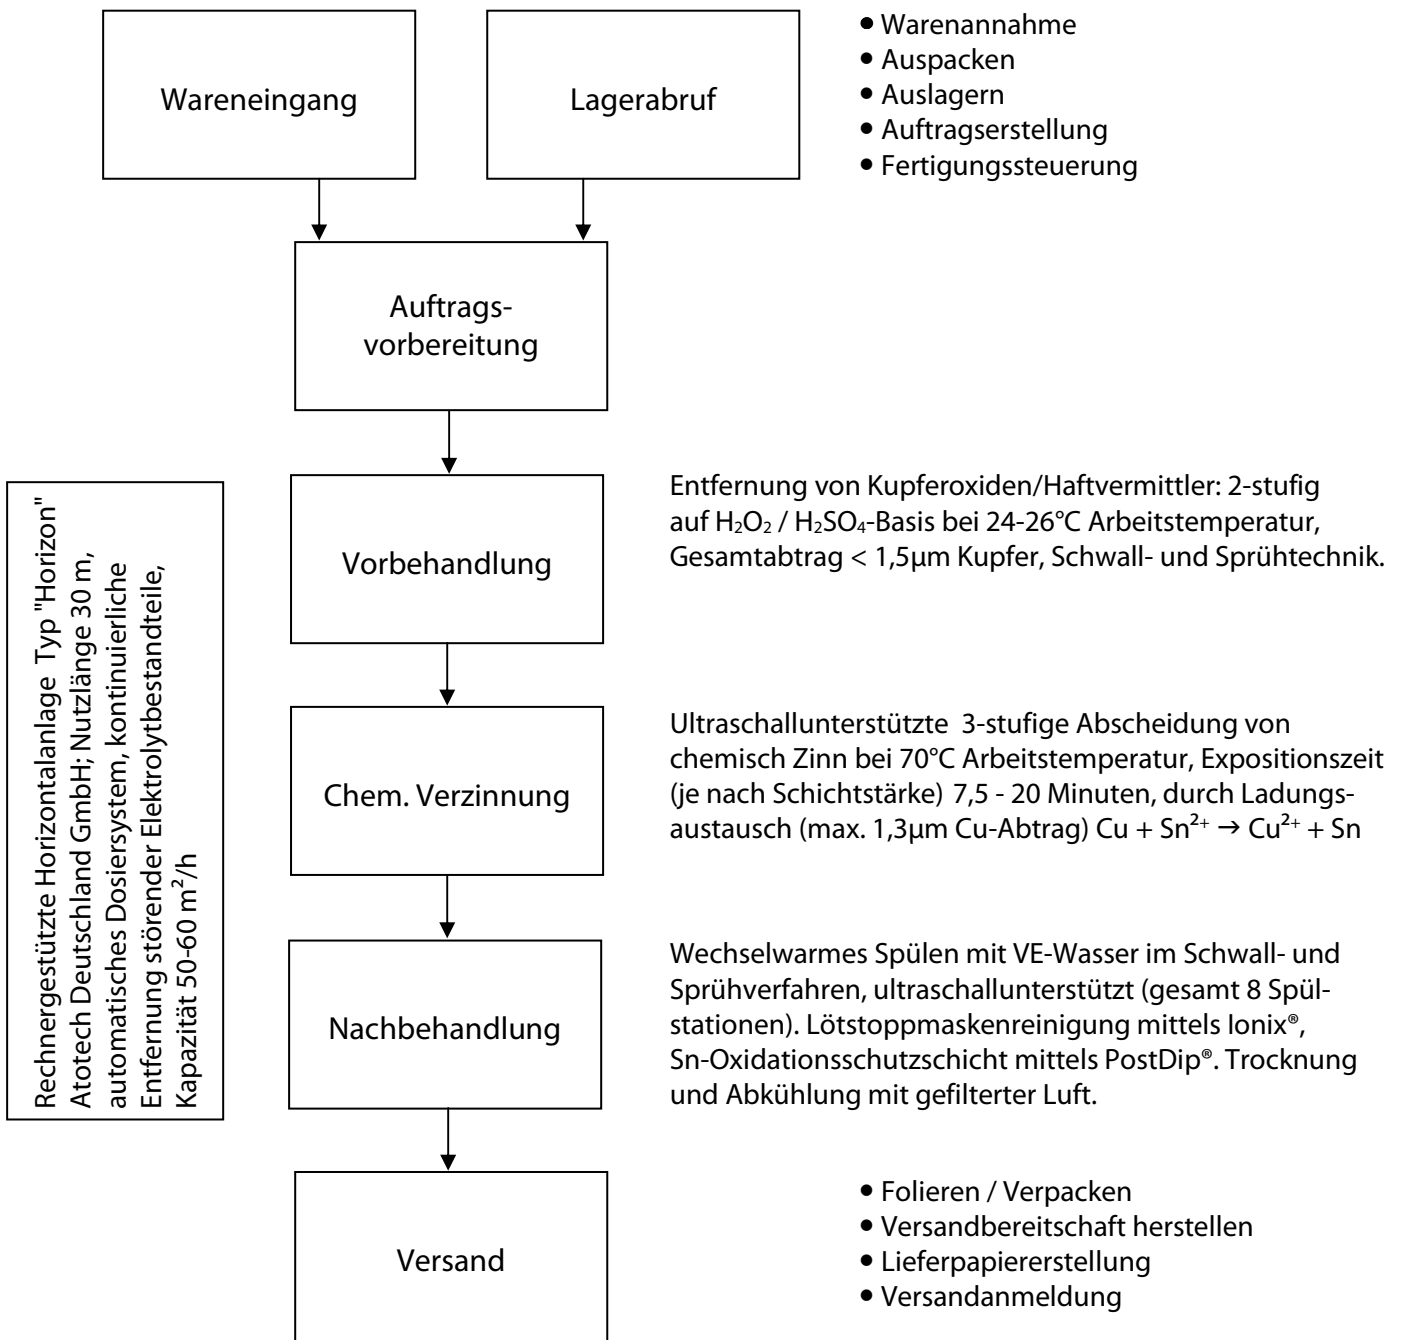 Wareneingang
Lagerabruf
• Warenannahme
• Auspacken
• Auslagern
• Auftragserstellung
• Fertigungssteuerung
Auftrags-
vorbereitung
Rechnergestützte Horizontalanlage Typ "Horizon"
Atotech Deutschland GmbH; Nutzlänge 30 m,
automatisches Dosiersystem, kontinuierliche
Entfernung störender Elektrolytbestandteile,
Kapazität 50-60 m²/h
Vorbehandlung
Entfernung von Kupferoxiden/Haftvermittler: 2-stufig
auf H₂O₂ / H₂SO₄-Basis bei 24-26°C Arbeitstemperatur,
Gesamtabtrag < 1,5µm Kupfer, Schwall- und Sprühtechnik.
Chem. Verzinnung
Ultraschallunterstützte 3-stufige Abscheidung von
chemisch Zinn bei 70°C Arbeitstemperatur, Expositionszeit
(je nach Schichtstärke) 7,5 - 20 Minuten, durch Ladungs-
austausch (max. 1,3µm Cu-Abtrag) Cu + Sn²⁺ → Cu²⁺ + Sn
Nachbehandlung
Wechselwarmes Spülen mit VE-Wasser im Schwall- und
Sprühverfahren, ultraschallunterstützt (gesamt 8 Spül-
stationen). Lötstoppmaskenreinigung mittels Ionix®,
Sn-Oxidationsschutzschicht mittels PostDip®. Trocknung
und Abkühlung mit gefilterter Luft.
Versand
• Folieren / Verpacken
• Versandbereitschaft herstellen
• Lieferpapiererstellung
• Versandanmeldung